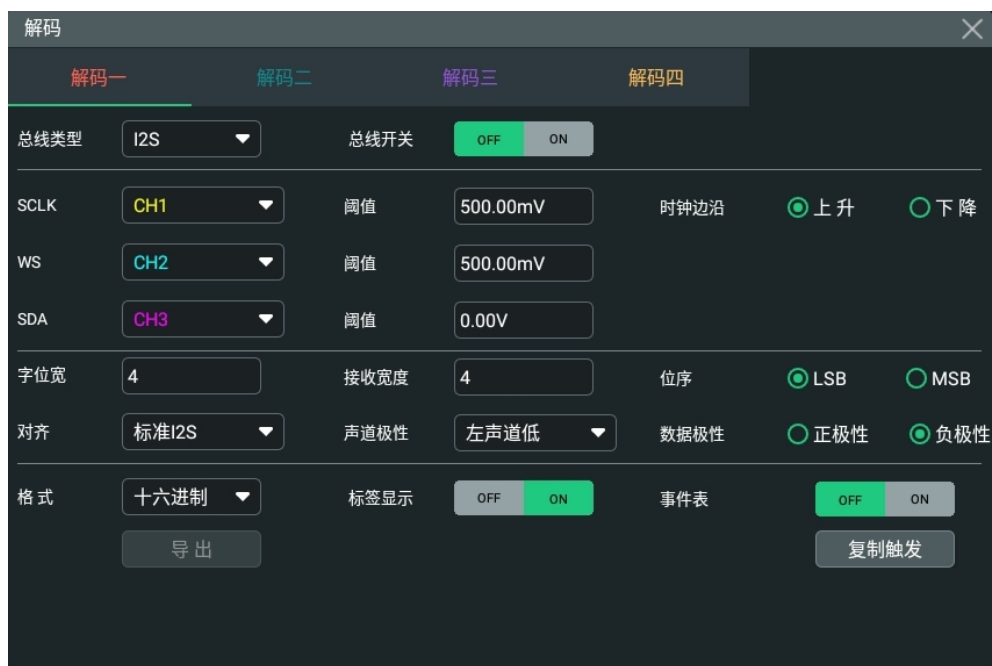 解码
解码一 解码二 解码三 解码四
总线类型 I2S 总线开关 OFF ON
SCLK CH1 阈值 500.00mV 时钟边沿 上升 下降
WS CH2 阈值 500.00mV
SDA CH3 阈值 0.00V
字位宽 4 接收宽度 4 位序 LSB MSB
对齐 标准I2S 声道极性 左声道低 数据极性 正极性 负极性
格式 十六进制 标签显示 OFF ON 事件表 OFF ON
导出 复制触发